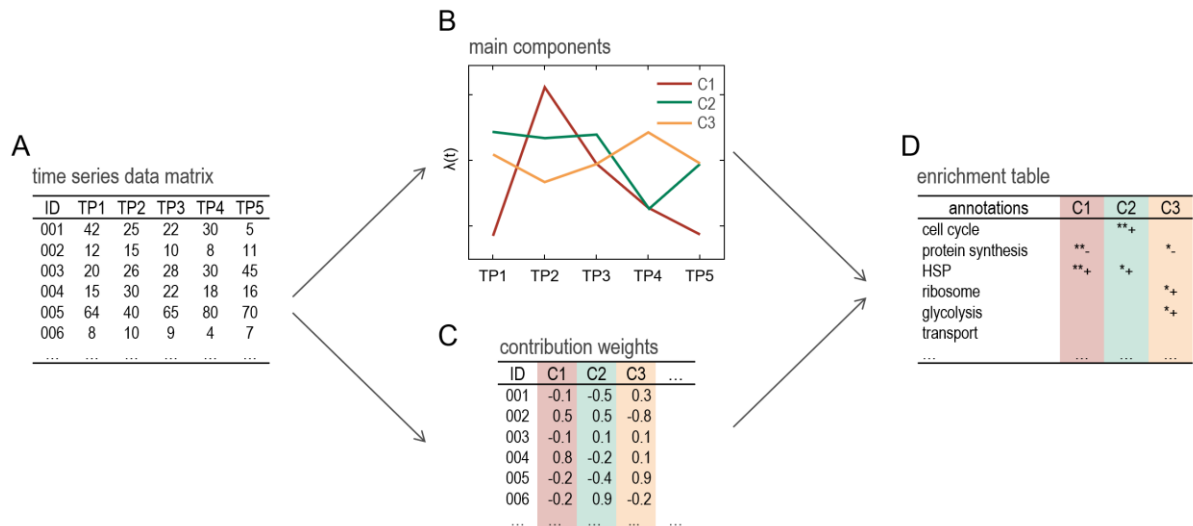 A
time series data matrix
ID TP1 TP2 TP3 TP4 TP5
001 42 25 22 30 5
002 12 15 10 8 11
003 20 26 28 30 45
004 15 30 22 18 16
005 64 40 65 80 70
006 8 10 9 4 7
... ... ... ... ... ...
B
main components
λ(t)
C1
C2
C3
TP1 TP2 TP3 TP4 TP5
C
contribution weights
ID C1 C2 C3 ...
001 -0.1 -0.5 0.3
002 0.5 0.5 -0.8
003 -0.1 0.1 0.1
004 0.8 -0.2 0.1
005 -0.2 -0.4 0.9
006 -0.2 0.9 -0.2
... ... ... ... ...
D
enrichment table
annotations C1 C2 C3
cell cycle **+
protein synthesis **- *-
HSP **+ *+
ribosome *+
glycolysis *+
transport
... ... ... ...